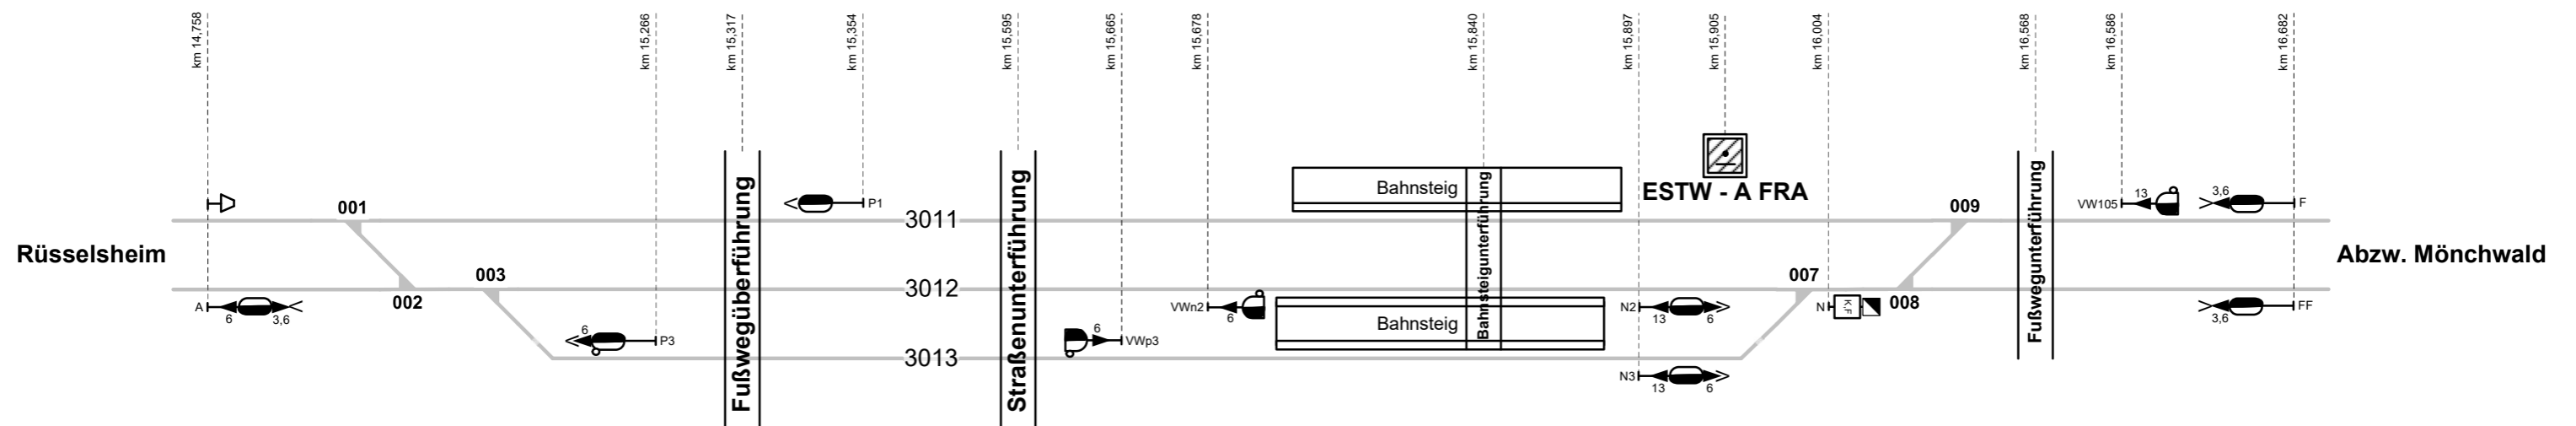 km 14,758
km 15,266
km 15,317
km 15,354
km 15,595
km 15,665
km 15,678
km 15,840
km 15,897
km 15,905
km 16,004
km 16,568
km 16,586
km 16,682
ESTW - A FRA
Bahnsteig
001
P1
009
VW105
13
3,6
F
3011
Rüsselsheim
Abzw. Mönchwald
003
007
3012
002
008
A
6
3,6
VWn2
6
Bahnsteig
N2
13
6
N
K,F
3,6
FF
6
P3
6
VWp3
3013
N3
13
6
Fußwegüberführung
Straßenunterführung
Bahnsteigunterführung
Fußwegunterführung